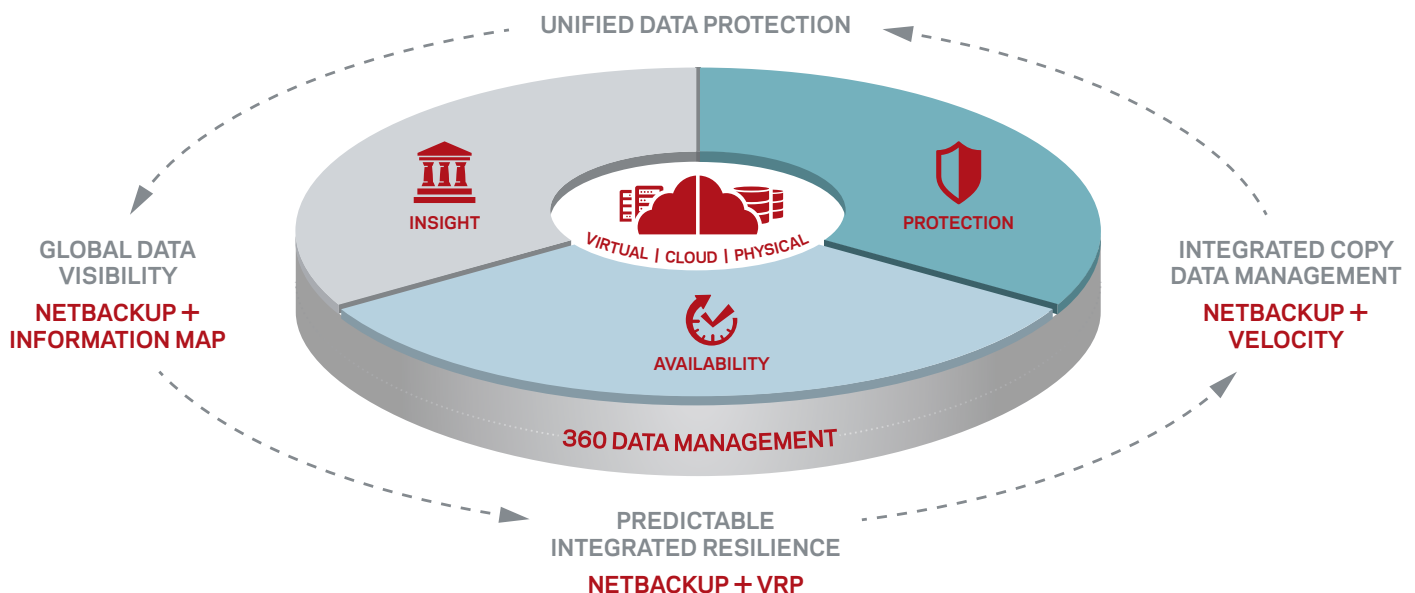 UNIFIED DATA PROTECTION
INSIGHT
PROTECTION
VIRTUAL | CLOUD | PHYSICAL
GLOBAL DATA
VISIBILITY
NETBACKUP +
INFORMATION MAP
INTEGRATED COPY
DATA MANAGEMENT
NETBACKUP +
VELOCITY
AVAILABILITY
360 DATA MANAGEMENT
PREDICTABLE
INTEGRATED RESILIENCE
NETBACKUP + VRP